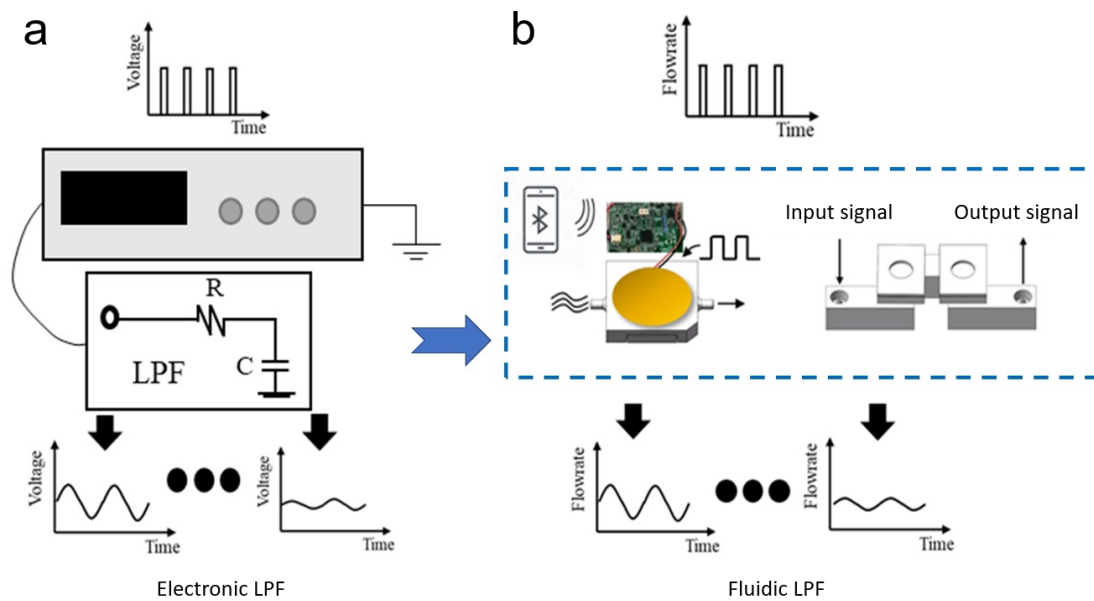 a
b
Voltage
Time
Flowrate
Time
Input signal
Output signal
R
C
LPF
Voltage
Time
Voltage
Time
Flowrate
Time
Flowrate
Time
Electronic LPF
Fluidic LPF